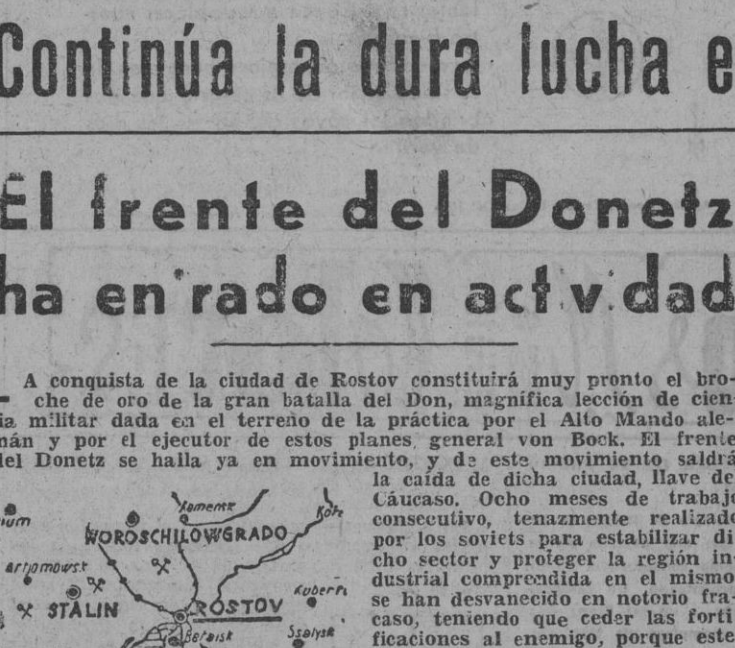 Continúa la dura lucha e
El frente del Donetz
ha en rado en act v dad
A conquista de la ciudad de Rostov constituirá muy pronto el bro-
che de oro de la gran batalla del Don, magnífica lección de cien-
ia militar dada en el terreno de la práctica por el Alto Mando ale-
mán y por el ejecutor de estos planes, general von Bock. El frente
del Donetz se halla ya en movimiento, y de este movimiento saldrá
la caída de dicha ciudad, llave del
Cáucaso. Ocho meses de trabajo
consecutivo, tenazmente realizado
por los soviets para estabilizar di
cho sector y proteger la región in
dustrial comprendida en el mismo
se han desvanecido en notorio fra-
caso, teniendo que ceder las forti
ficaciones al enemigo, porque éste
Kamensk
ium
WOROSCHILOWGRADO
artjomowsk
STALIN
ROSTOV
Bataisk
Ssalysk